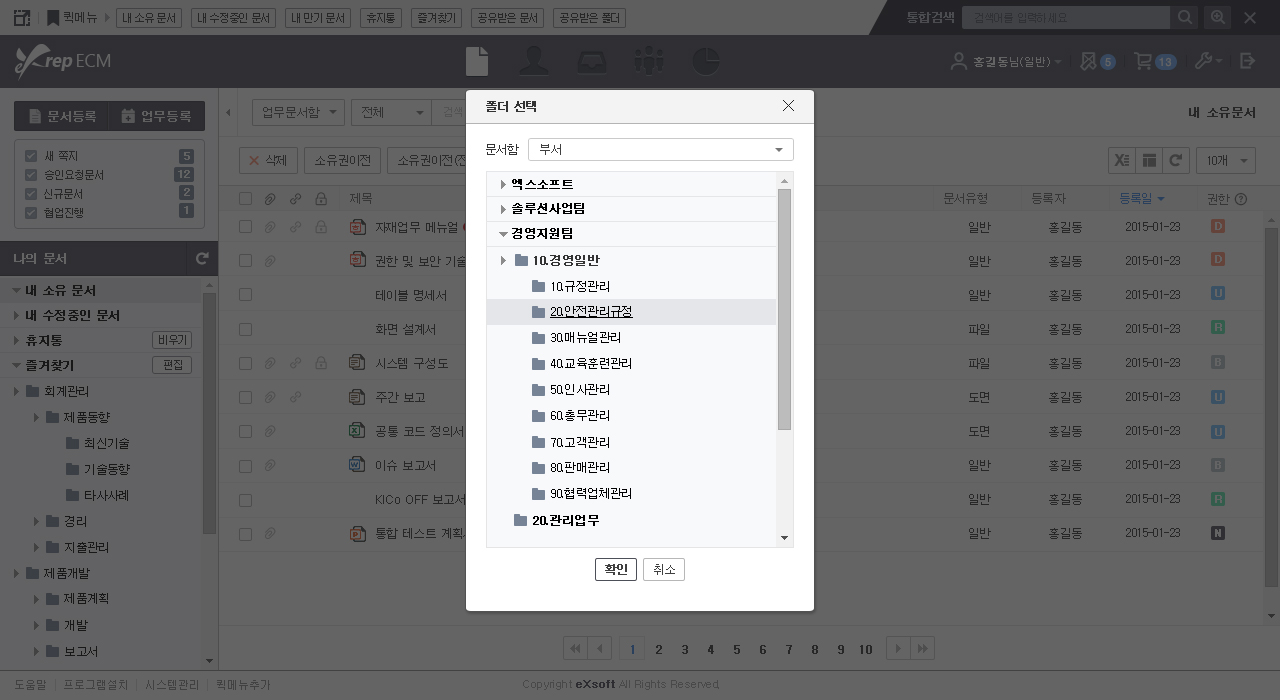 퀵메뉴 내 소유 문서 내 수정중인 문서 내 만기 문서 휴지통 즐겨찾기 공유받은 문서 공유받은 폴더 통합검색 검색어를 입력하세요
eXrep ECM 홍길동님(일반) 5 13
문서등록 업무등록
새 쪽지 5
승인요청문서 12
신규문서 2
협업진행 1
나의 문서
내 소유 문서
내 수정중인 문서
휴지통 비우기
즐겨찾기 편집
회계관리
제품동향
최신기술
기술동향
타사사례
경리
지출관리
제품개발
제품계획
개발
보고서
업무문서함 전체 내 소유문서
삭제 소유권이전 소유권이전(전 10개
제목 문서유형 등록자 등록일 권한
자재업무 메뉴얼 일반 홍길동 2015-01-23 D
권한 및 보안 기술 일반 홍길동 2015-01-23 D
테이블 명세서 일반 홍길동 2015-01-23 U
화면 설계서 파일 홍길동 2015-01-23 R
시스템 구성도 파일 홍길동 2015-01-23 B
주간 보고 도면 홍길동 2015-01-23 U
공통 코드 정의서 도면 홍길동 2015-01-23 U
이슈 보고서 일반 홍길동 2015-01-23 B
KICo OFF 보고서 일반 홍길동 2015-01-23 R
통합 테스트 계획 일반 홍길동 2015-01-23 N
1 2 3 4 5 6 7 8 9 10
폴더 선택
문서함 부서
엑스소프트
솔루션사업팀
경영지원팀
10.경영일반
10.규정관리
20.안전관리규정
30.매뉴얼관리
40.교육훈련관리
50.인사관리
60.총무관리
70.고객관리
80.판매관리
90.협력업체관리
20.관리업무
확인 취소
도움말 프로그램설치 시스템관리 퀵메뉴추가 Copyright eXsoft All Rights Reserved.